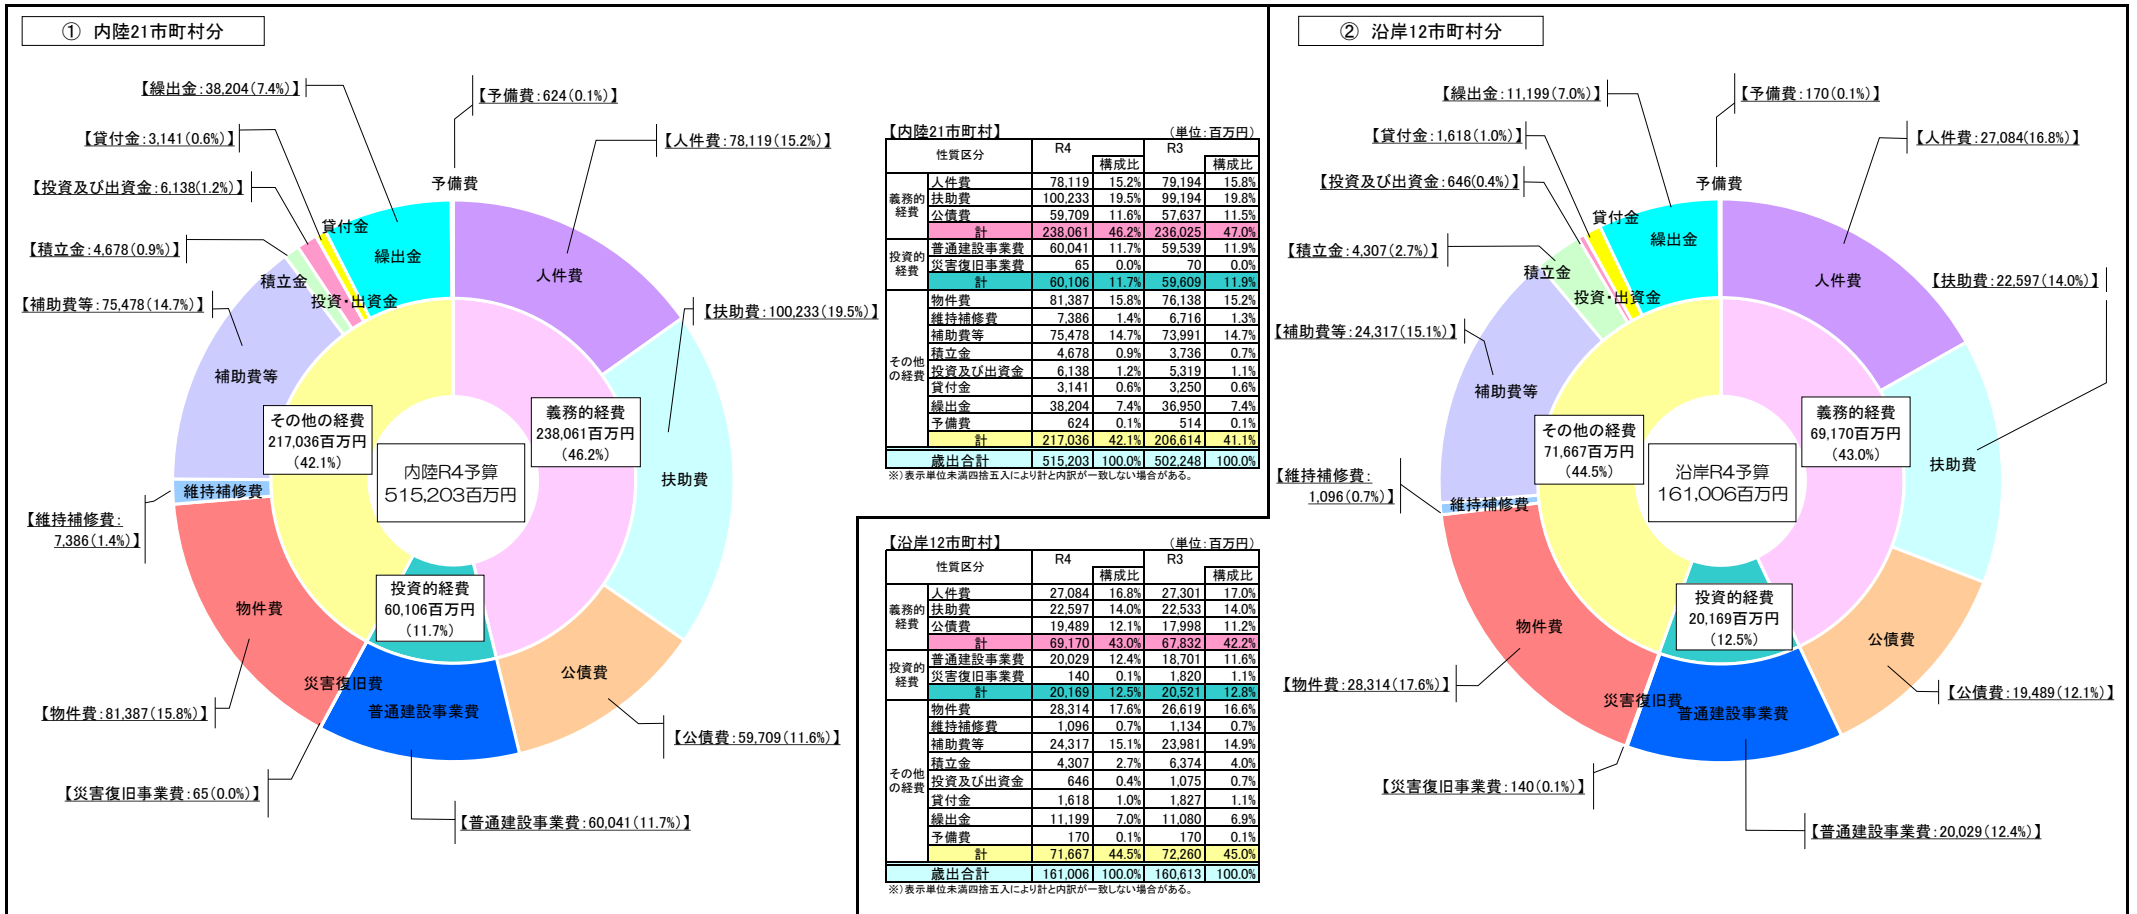 ① 内陸21市町村分
【繰出金:38,204(7.4%)】
【予備費:624(0.1%)】
【貸付金:3,141(0.6%)】
【人件費:78,119(15.2%)】
【投資及び出資金:6,138(1.2%)】
【積立金:4,678(0.9%)】
【補助費等:75,478(14.7%)】
【扶助費:100,233(19.5%)】
【維持補修費:
7,386(1.4%)】
【物件費:81,387(15.8%)】
【公債費:59,709(11.6%)】
【災害復旧事業費:65(0.0%)】
【普通建設事業費:60,041(11.7%)】
予備費
貸付金
繰出金
人件費
積立金
投資・出資金
補助費等
扶助費
維持補修費
物件費
公債費
災害復旧費
普通建設事業費
その他の経費
217,036百万円
(42.1%)
義務的経費
238,061百万円
(46.2%)
内陸R4予算
515,203百万円
投資的経費
60,106百万円
(11.7%)
【内陸21市町村】 (単位:百万円)
性質区分 R4 R3
構成比 構成比
義務的
経費
人件費 78,119 15.2% 79,194 15.8%
扶助費 100,233 19.5% 99,194 19.8%
公債費 59,709 11.6% 57,637 11.5%
計 238,061 46.2% 236,025 47.0%
投資的
経費
普通建設事業費 60,041 11.7% 59,539 11.9%
災害復旧事業費 65 0.0% 70 0.0%
計 60,106 11.7% 59,609 11.9%
その他
の経費
物件費 81,387 15.8% 76,138 15.2%
維持補修費 7,386 1.4% 6,716 1.3%
補助費等 75,478 14.7% 73,991 14.7%
積立金 4,678 0.9% 3,736 0.7%
投資及び出資金 6,138 1.2% 5,319 1.1%
貸付金 3,141 0.6% 3,250 0.6%
繰出金 38,204 7.4% 36,950 7.4%
予備費 624 0.1% 514 0.1%
計 217,036 42.1% 206,614 41.1%
歳出合計 515,203 100.0% 502,248 100.0%
※)表示単位未満四捨五入により計と内訳が一致しない場合がある。
【沿岸12市町村】 (単位:百万円)
性質区分 R4 R3
構成比 構成比
義務的
経費
人件費 27,084 16.8% 27,301 17.0%
扶助費 22,597 14.0% 22,533 14.0%
公債費 19,489 12.1% 17,998 11.2%
計 69,170 43.0% 67,832 42.2%
投資的
経費
普通建設事業費 20,029 12.4% 18,701 11.6%
災害復旧事業費 140 0.1% 1,820 1.1%
計 20,169 12.5% 20,521 12.8%
その他
の経費
物件費 28,314 17.6% 26,619 16.6%
維持補修費 1,096 0.7% 1,134 0.7%
補助費等 24,317 15.1% 23,981 14.9%
積立金 4,307 2.7% 6,374 4.0%
投資及び出資金 646 0.4% 1,075 0.7%
貸付金 1,618 1.0% 1,827 1.1%
繰出金 11,199 7.0% 11,080 6.9%
予備費 170 0.1% 170 0.1%
計 71,667 44.5% 72,260 45.0%
歳出合計 161,006 100.0% 160,613 100.0%
※)表示単位未満四捨五入により計と内訳が一致しない場合がある。
② 沿岸12市町村分
【繰出金:11,199(7.0%)】
【予備費:170(0.1%)】
【貸付金:1,618(1.0%)】
【人件費:27,084(16.8%)】
【投資及び出資金:646(0.4%)】
【積立金:4,307(2.7%)】
【扶助費:22,597(14.0%)】
【補助費等:24,317(15.1%)】
【維持補修費:
1,096(0.7%)】
【物件費:28,314(17.6%)】
【公債費:19,489(12.1%)】
【災害復旧事業費:140(0.1%)】
【普通建設事業費:20,029(12.4%)】
予備費
貸付金
繰出金
人件費
積立金
投資・出資金
補助費等
扶助費
維持補修費
物件費
公債費
災害復旧費
普通建設事業費
その他の経費
71,667百万円
(44.5%)
義務的経費
69,170百万円
(43.0%)
沿岸R4予算
161,006百万円
投資的経費
20,169百万円
(12.5%)